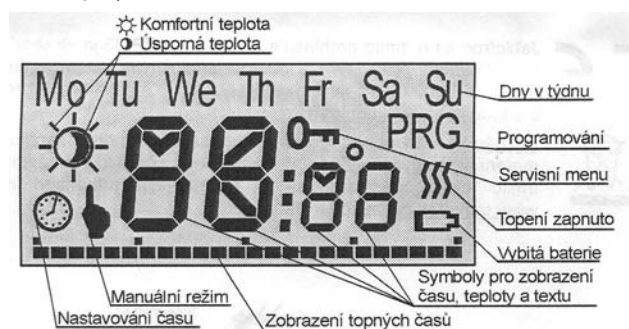 Komfortní teplota
Úsporná teplota
Mo Tu We Th Fr Sa Su
PRG
Dny v týdnu
Programování
Servisní menu
Topení zapnuto
Vybitá baterie
Symboly pro zobrazení
času, teploty a textu
Manuální režim
Nastavování času
Zobrazení topných časů